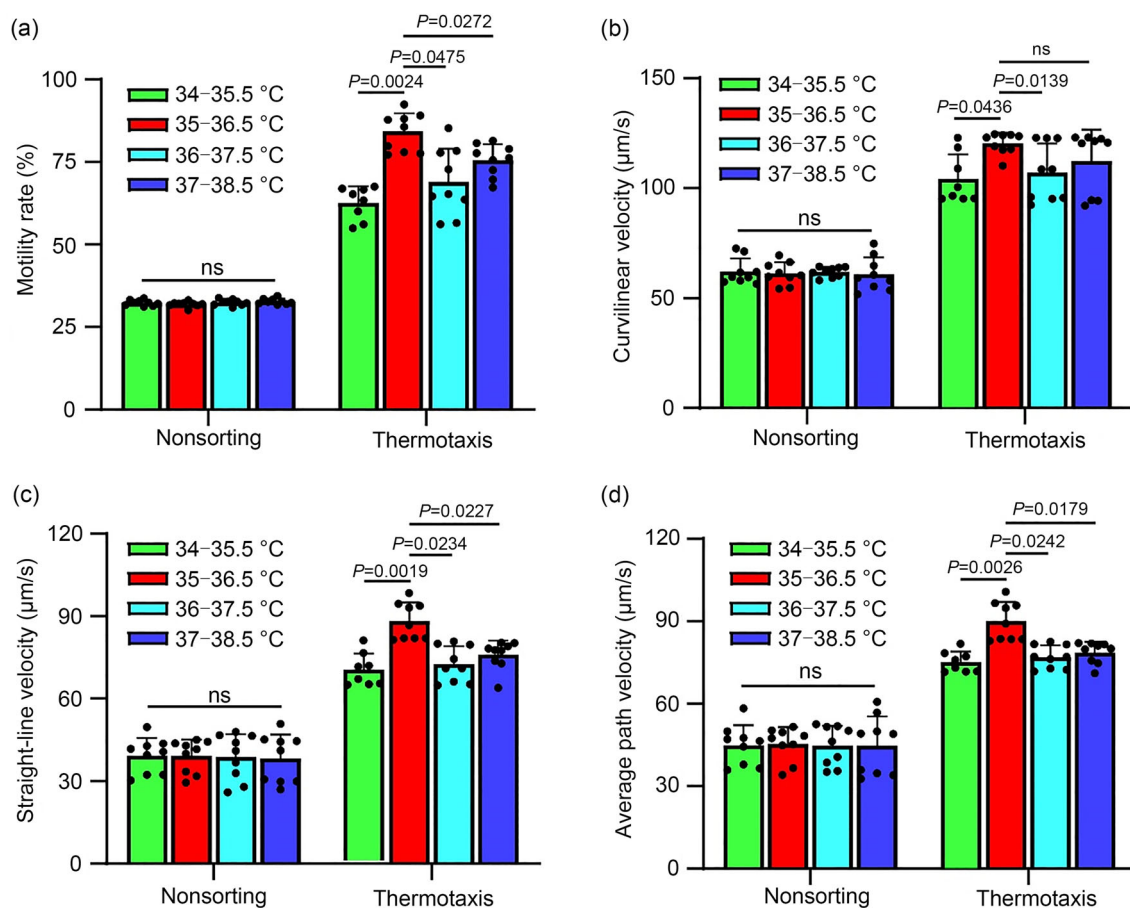 (a)
P=0.0272
P=0.0475
P=0.0024
100
75
50
25
0
Motility rate (%)
34–35.5 °C
35–36.5 °C
36–37.5 °C
37–38.5 °C
ns
Nonsorting
Thermotaxis
(b)
ns
P=0.0139
P=0.0436
150
100
50
0
Curvilinear velocity (μm/s)
34–35.5 °C
35–36.5 °C
36–37.5 °C
37–38.5 °C
ns
Nonsorting
Thermotaxis
(c)
P=0.0227
P=0.0234
P=0.0019
120
90
60
30
0
Straight-line velocity (μm/s)
34–35.5 °C
35–36.5 °C
36–37.5 °C
37–38.5 °C
ns
Nonsorting
Thermotaxis
(d)
P=0.0179
P=0.0242
P=0.0026
120
90
60
30
0
Average path velocity (μm/s)
34–35.5 °C
35–36.5 °C
36–37.5 °C
37–38.5 °C
ns
Nonsorting
Thermotaxis